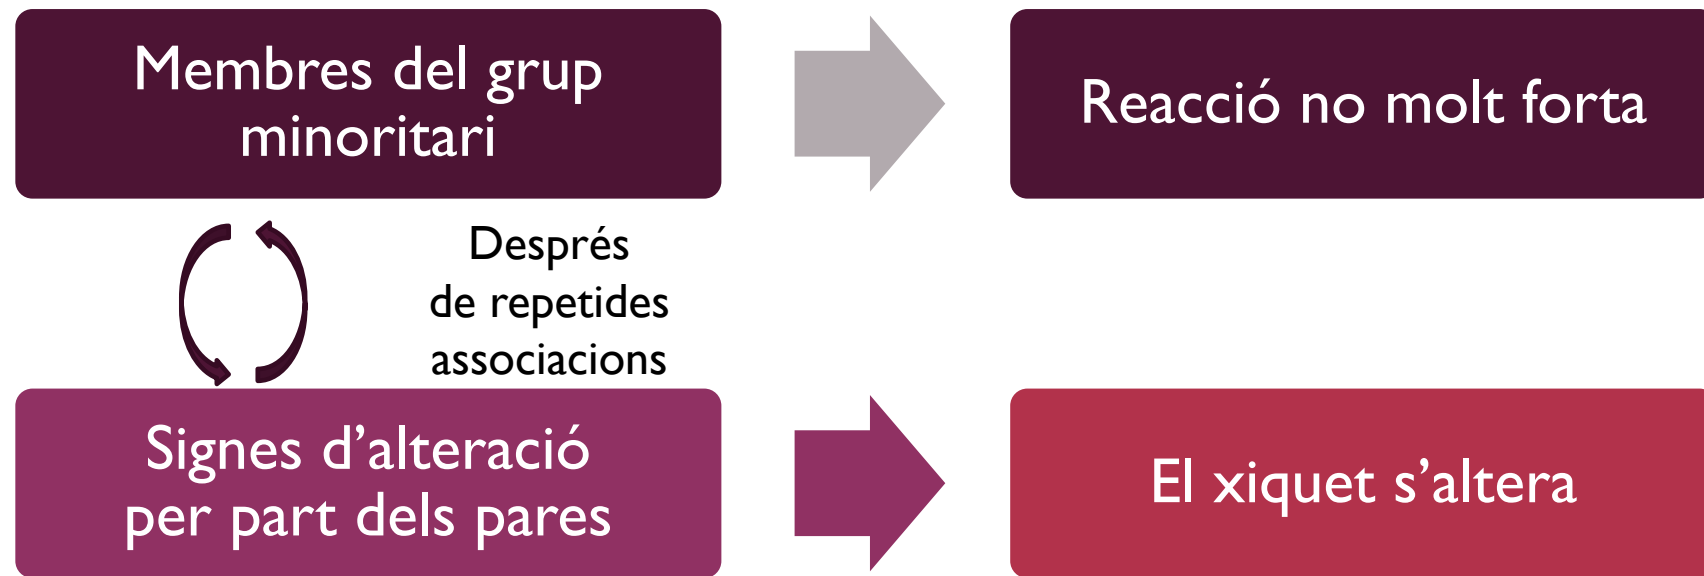 Membres del grup
minoritari
Reacció no molt forta
Després
de repetides
associacions
Signes d’alteració
per part dels pares
El xiquet s’altera